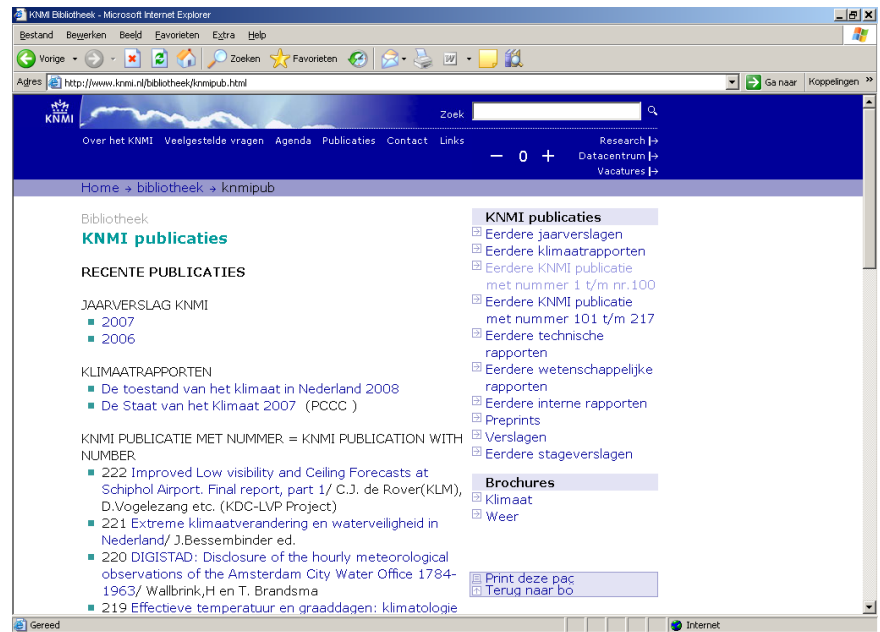 KNMI Bibliotheek - Microsoft Internet Explorer
Bestand Bewerken Beeld Favorieten Extra Help
Vorige Zoeken Favorieten
Adres http://www.knmi.nl/bibliotheek/knmipub.html Ga naar Koppelingen »
KNMI
Zoek
Over het KNMI Veelgestelde vragen Agenda Publicaties Contact Links
— 0 +
Research
Datacentrum
Vacatures
Home → bibliotheek → knmipub
Bibliotheek
KNMI publicaties
RECENTE PUBLICATIES
JAARVERSLAG KNMI
2007
2006
KLIMAATRAPPORTEN
De toestand van het klimaat in Nederland 2008
De Staat van het Klimaat 2007 (PCCC )
KNMI PUBLICATIE MET NUMMER = KNMI PUBLICATION WITH
NUMBER
222 Improved Low visibility and Ceiling Forecasts at
Schiphol Airport. Final report, part 1/ C.J. de Rover(KLM),
D.Vogelezang etc. (KDC-LVP Project)
221 Extreme klimaatverandering en waterveiligheid in
Nederland/ J.Bessembinder ed.
220 DIGISTAD: Disclosure of the hourly meteorological
observations of the Amsterdam City Water Office 1784-
1963/ Wallbrink,H en T. Brandsma
219 Effectieve temperatuur en graaddagen: klimatologie
KNMI publicaties
Eerdere jaarverslagen
Eerdere klimaatrapporten
Eerdere KNMI publicatie
met nummer 1 t/m nr.100
Eerdere KNMI publicatie
met nummer 101 t/m 217
Eerdere technische
rapporten
Eerdere wetenschappelijke
rapporten
Eerdere interne rapporten
Preprints
Verslagen
Eerdere stageverslagen
Brochures
Klimaat
Weer
Print deze pac
Terug naar bo
Gereed Internet